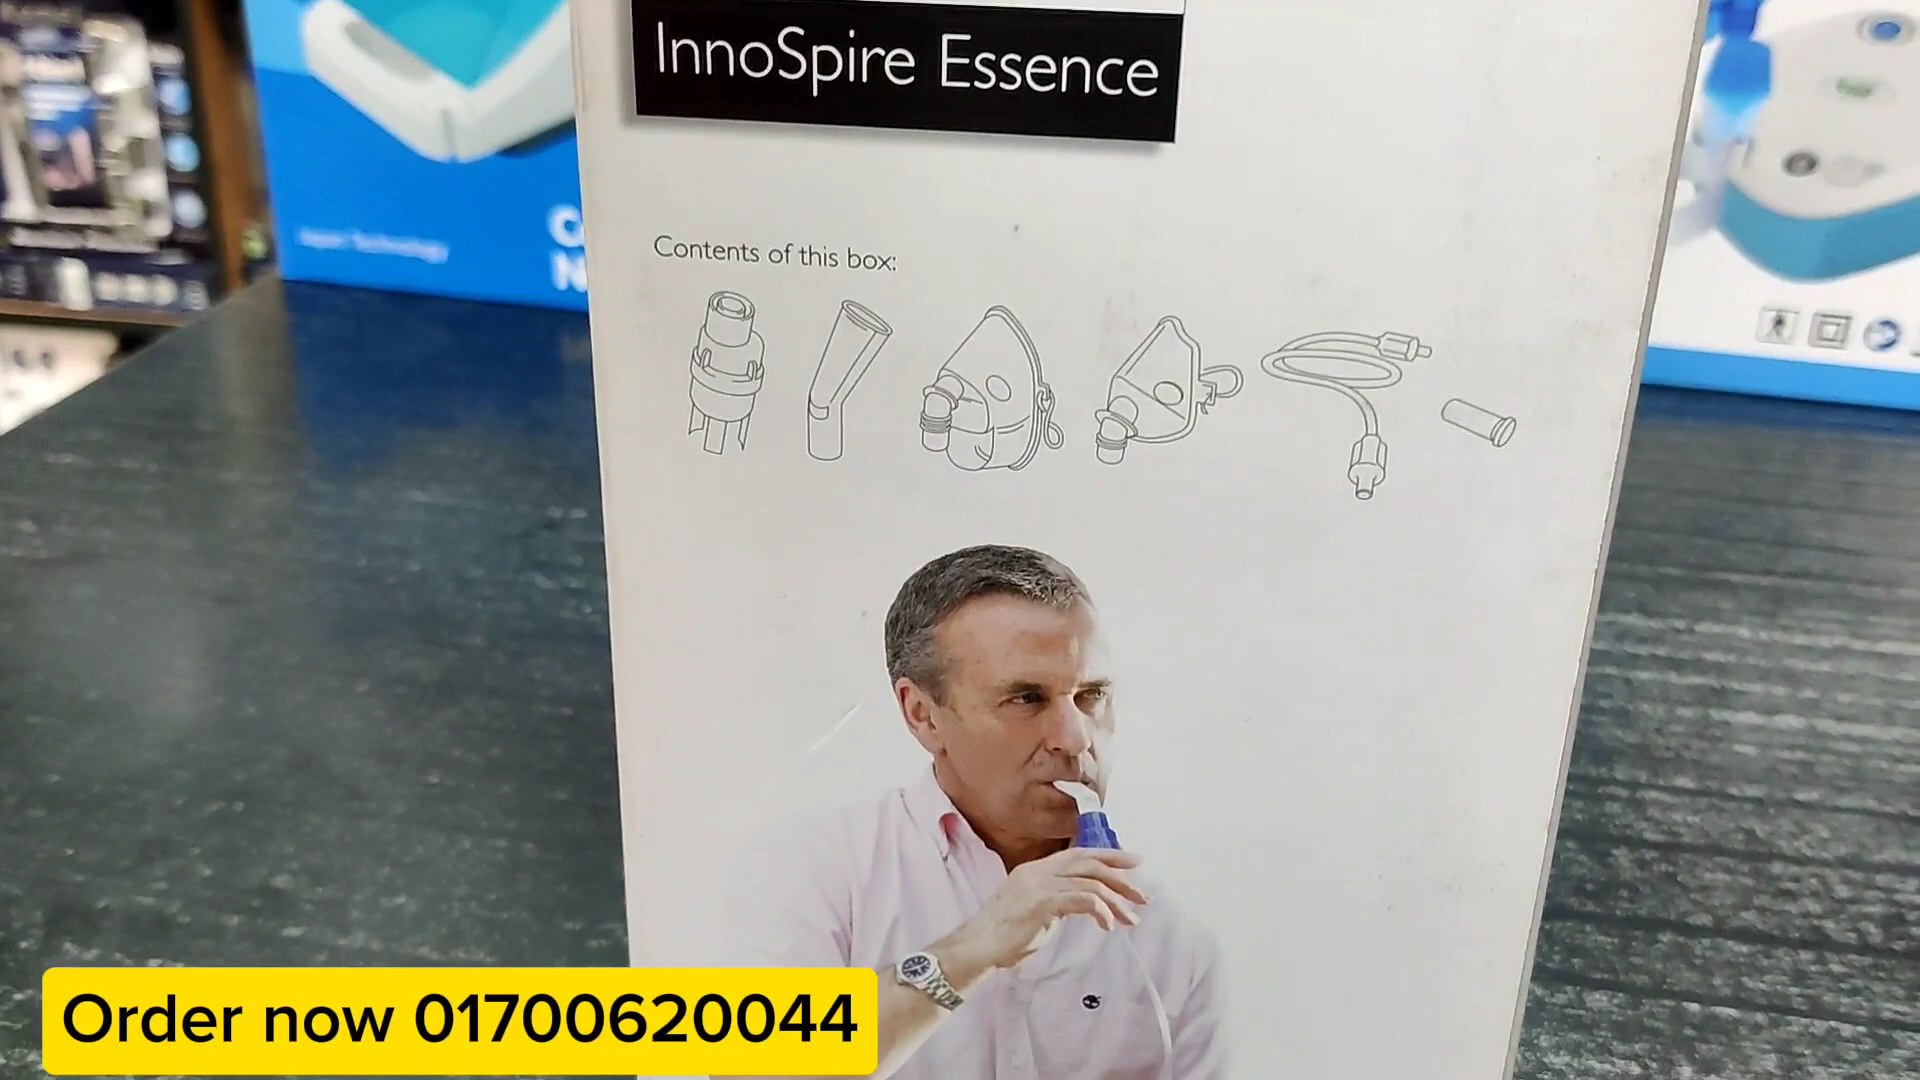 InnoSpire Essence
Contents of this box:
Order now 01700620044